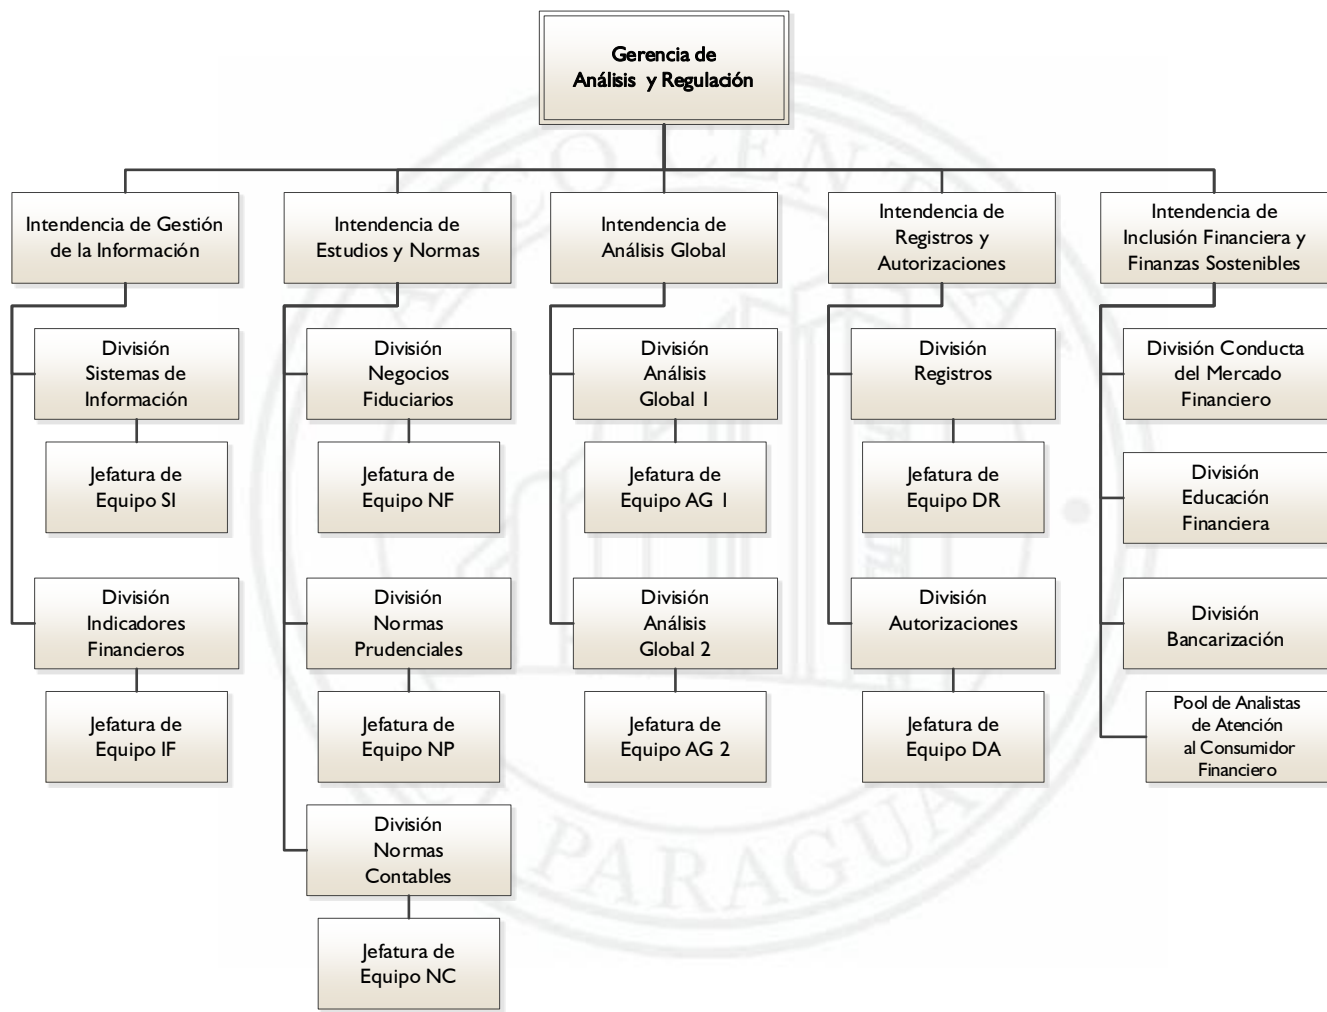 Gerencia de
Análisis y Regulación
Intendencia de Gestión
de la Información
Intendencia de
Estudios y Normas
Intendencia de
Análisis Global
Intendencia de
Registros y
Autorizaciones
Intendencia de
Inclusión Financiera y
Finanzas Sostenibles
División
Sistemas de
Información
División
Negocios
Fiduciarios
División
Análisis
Global 1
División
Registros
División Conducta
del Mercado
Financiero
Jefatura de
Equipo SI
Jefatura de
Equipo NF
Jefatura de
Equipo AG 1
Jefatura de
Equipo DR
División
Educación
Financiera
División
Indicadores
Financieros
División
Normas
Prudenciales
División
Análisis
Global 2
División
Autorizaciones
División
Bancarización
Jefatura de
Equipo IF
Jefatura de
Equipo NP
Jefatura de
Equipo AG 2
Jefatura de
Equipo DA
Pool de Analistas
de Atención
al Consumidor
Financiero
División
Normas
Contables
Jefatura de
Equipo NC